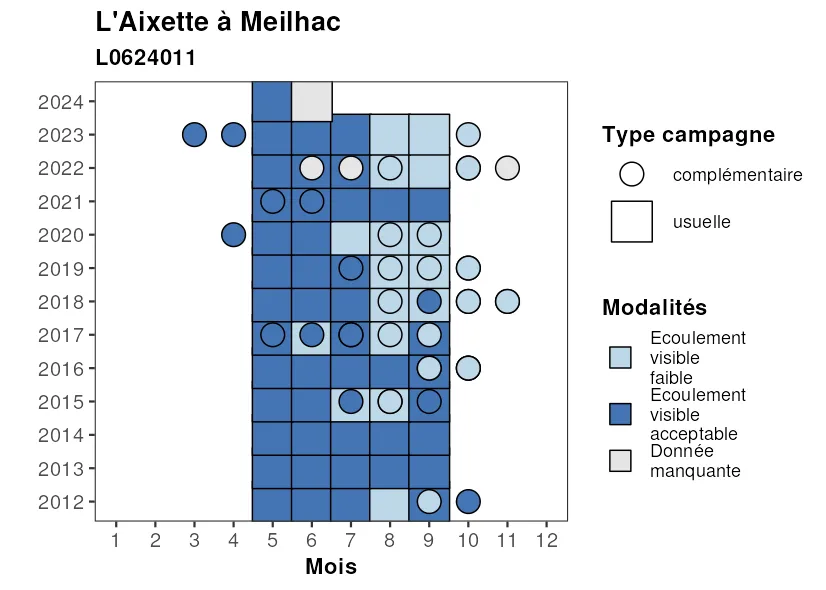 L'Aixette à Meilhac
L0624011
2024
2023
2022
2021
2020
2019
2018
2017
2016
2015
2014
2013
2012
1 2 3 4 5 6 7 8 9 10 11 12
Mois
Type campagne
complémentaire
usuelle
Modalités
Ecoulement
visible
faible
Ecoulement
visible
acceptable
Donnée
manquante